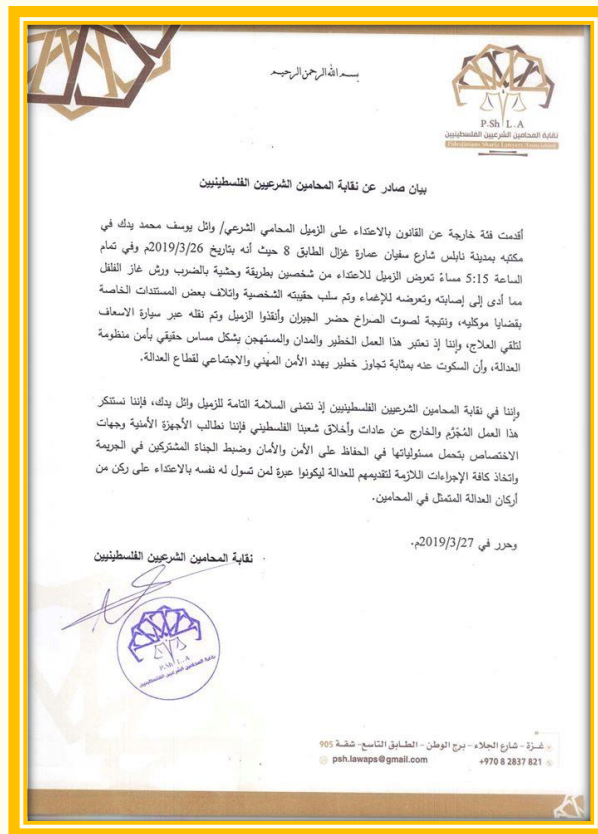 بسم الله الرحمن الرحيم
P.Sh L.A
نقابة المحامين الشرعيين الفلسطينيين
Palestinian Sharia Lawyers Association
بيان صادر عن نقابة المحامين الشرعيين الفلسطينيين
أقدمت فئة خارجة عن القانون بالاعتداء على الزميل المحامي الشرعي/ وائل يوسف محمد يدك في
مكتبه بمدينة نابلس شارع سفيان عمارة غزال الطابق 8 حيث أنه بتاريخ 2019/3/26م وفي تمام
الساعة 5:15 مساءً تعرض الزميل للاعتداء من شخصين بطريقة وحشية بالضرب ورش غاز الفلفل
مما أدى إلى إصابته وتعرضه للإغماء وتم سلب حقيبته الشخصية واتلاف بعض المستندات الخاصة
بقضايا موكليه، ونتيجة لصوت الصراخ حضر الجيران وأنقذوا الزميل وتم نقله عبر سيارة الاسعاف
لتلقي العلاج، وإننا إذ نعتبر هذا العمل الخطير والمدان والمستهجن يشكل مساس حقيقي بأمن منظومة
العدالة، وأن السكوت عنه بمثابة تجاوز خطير يهدد الأمن المهني والاجتماعي لقطاع العدالة.
وإننا في نقابة المحامين الشرعيين الفلسطينيين إذ نتمنى السلامة التامة للزميل وائل يدك، فإننا نستنكر
هذا العمل المُجَرَّم والخارج عن عادات وأخلاق شعبنا الفلسطيني فإننا نطالب الأجهزة الأمنية وجهات
الاختصاص بتحمل مسئولياتها في الحفاظ على الأمن والأمان وضبط الجناة المشتركين في الجريمة
واتخاذ كافة الإجراءات اللازمة لتقديمهم للعدالة ليكونوا عبرة لمن تسول له نفسه بالاعتداء على ركن من
أركان العدالة المتمثل في المحامين.
وحرر في 2019/3/27م.
نقابة المحامين الشرعيين الفلسطينيين
P.Sh L.A
نقابة المحامين الشرعيين الفلسطينيين
غزة - شارع الجلاء - برج الوطن - الطابق التاسع- شقة 905
psh.lawaps@gmail.com +970 8 2837 821